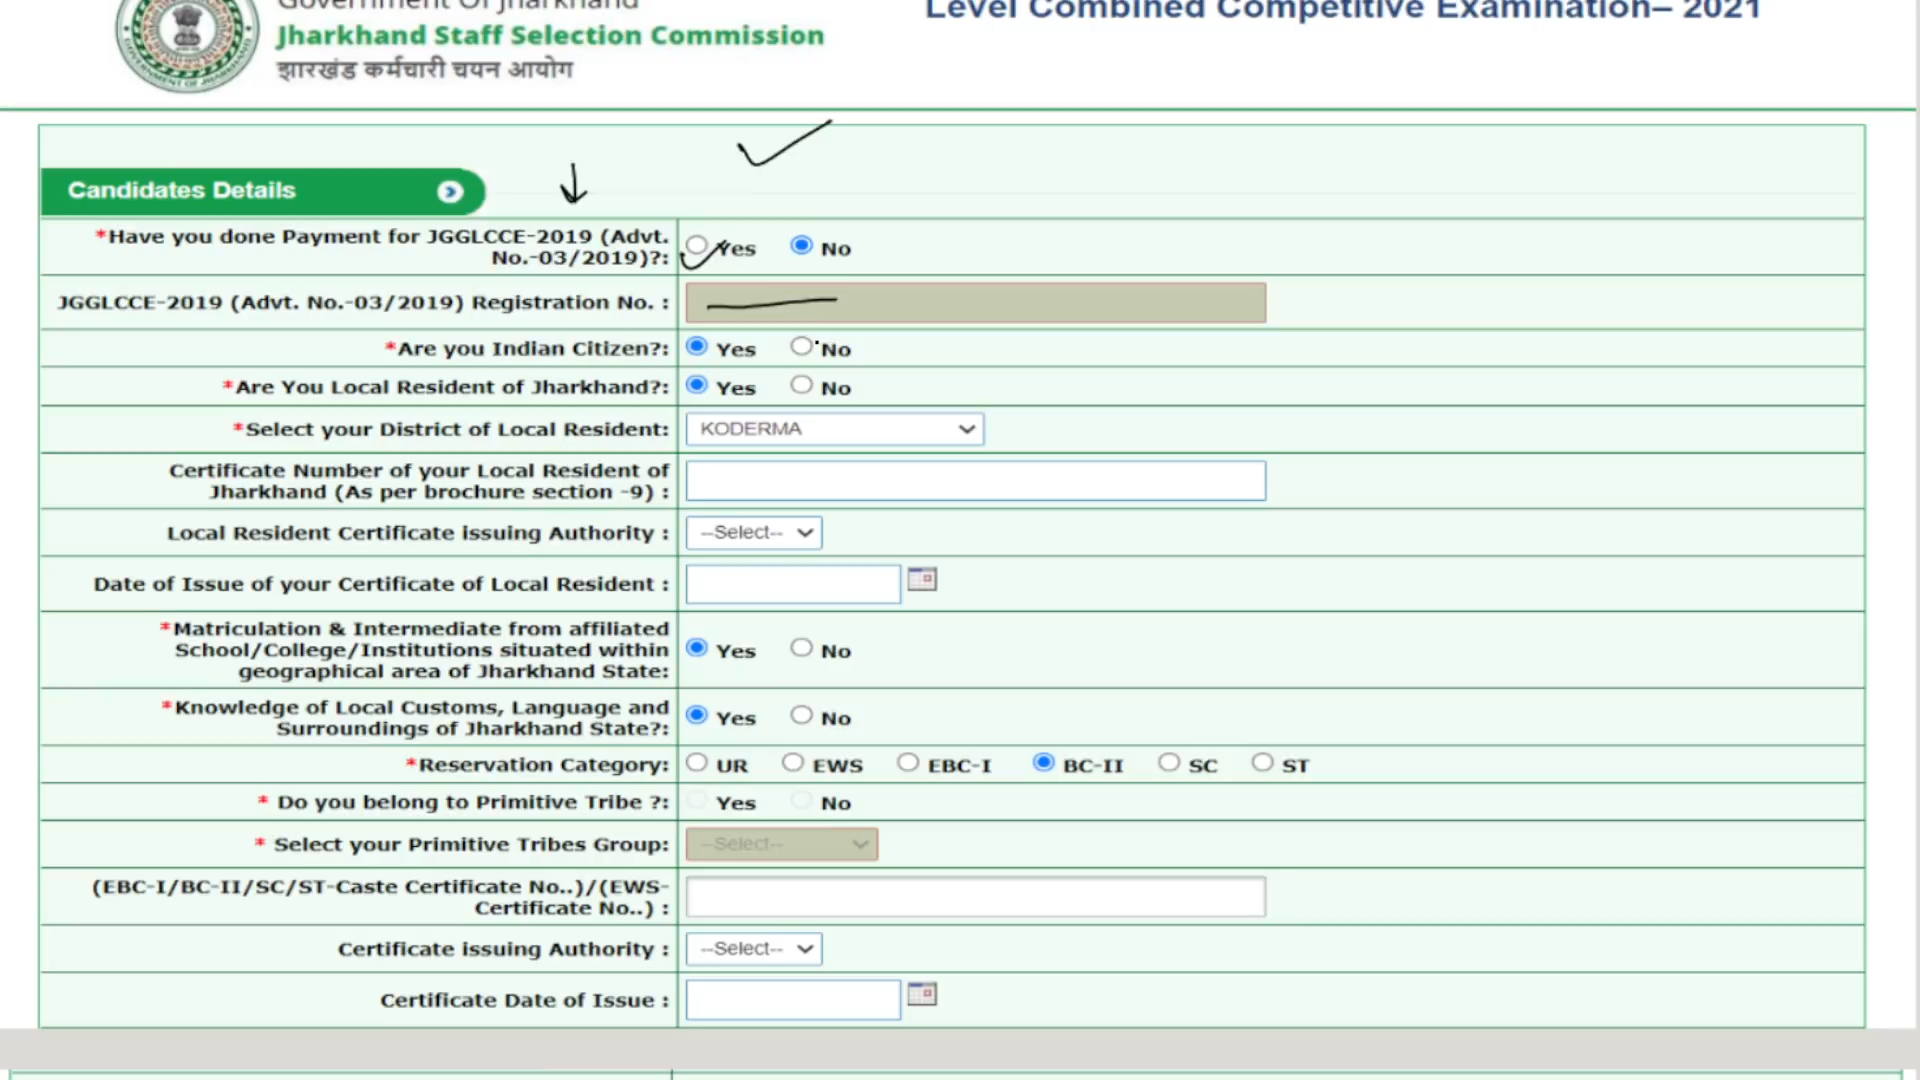 Government Of Jharkhand
Level Combined Competitive Examination– 2021
Jharkhand Staff Selection Commission
झारखंड कर्मचारी चयन आयोग
Candidates Details
*Have you done Payment for JGGLCCE-2019 (Advt.
No.-03/2019)?: Yes No
JGGLCCE-2019 (Advt. No.-03/2019) Registration No. :
*Are you Indian Citizen?: Yes No
*Are You Local Resident of Jharkhand?: Yes No
*Select your District of Local Resident: KODERMA
Certificate Number of your Local Resident of
Jharkhand (As per brochure section -9) :
Local Resident Certificate issuing Authority : --Select--
Date of Issue of your Certificate of Local Resident :
*Matriculation & Intermediate from affiliated
School/College/Institutions situated within
geographical area of Jharkhand State: Yes No
*Knowledge of Local Customs, Language and
Surroundings of Jharkhand State?: Yes No
*Reservation Category: UR EWS EBC-I BC-II SC ST
* Do you belong to Primitive Tribe ?: Yes No
* Select your Primitive Tribes Group: --Select--
(EBC-I/BC-II/SC/ST-Caste Certificate No..)/(EWS-
Certificate No..) :
Certificate issuing Authority : --Select--
Certificate Date of Issue :